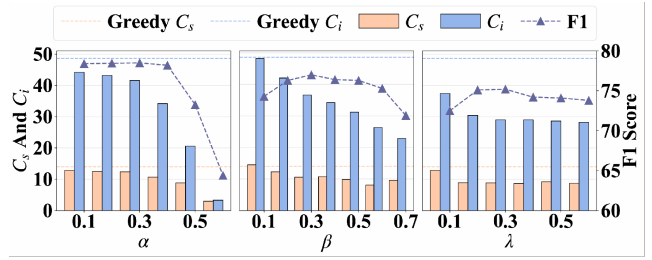 Greedy Cs Greedy Ci Cs Ci F1
50 80
40 75
30 70
20 65
10
0 60
Cs And Ci
F1 Score
0.1 0.3 0.5 0.1 0.3 0.5 0.7 0.1 0.3 0.5
α β λ